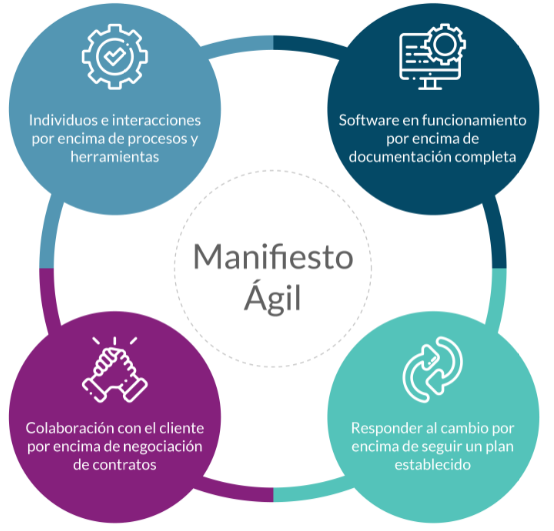 Individuos e interacciones
por encima de procesos y
herramientas
Software en funcionamiento
por encima de
documentación completa
Manifiesto
Ágil
Colaboración con el cliente
por encima de negociación
de contratos
Responder al cambio por
encima de seguir un plan
establecido